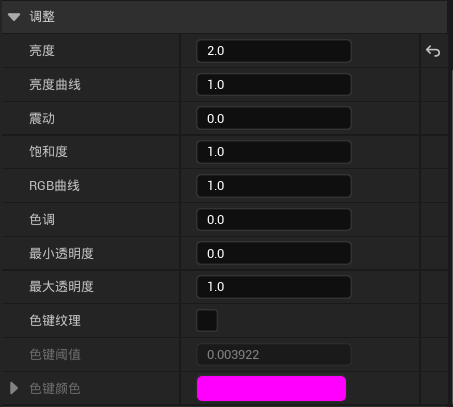 调整
亮度 2.0
亮度曲线 1.0
震动 0.0
饱和度 1.0
RGB曲线 1.0
色调 0.0
最小透明度 0.0
最大透明度 1.0
色键纹理
色键阈值 0.003922
色键颜色